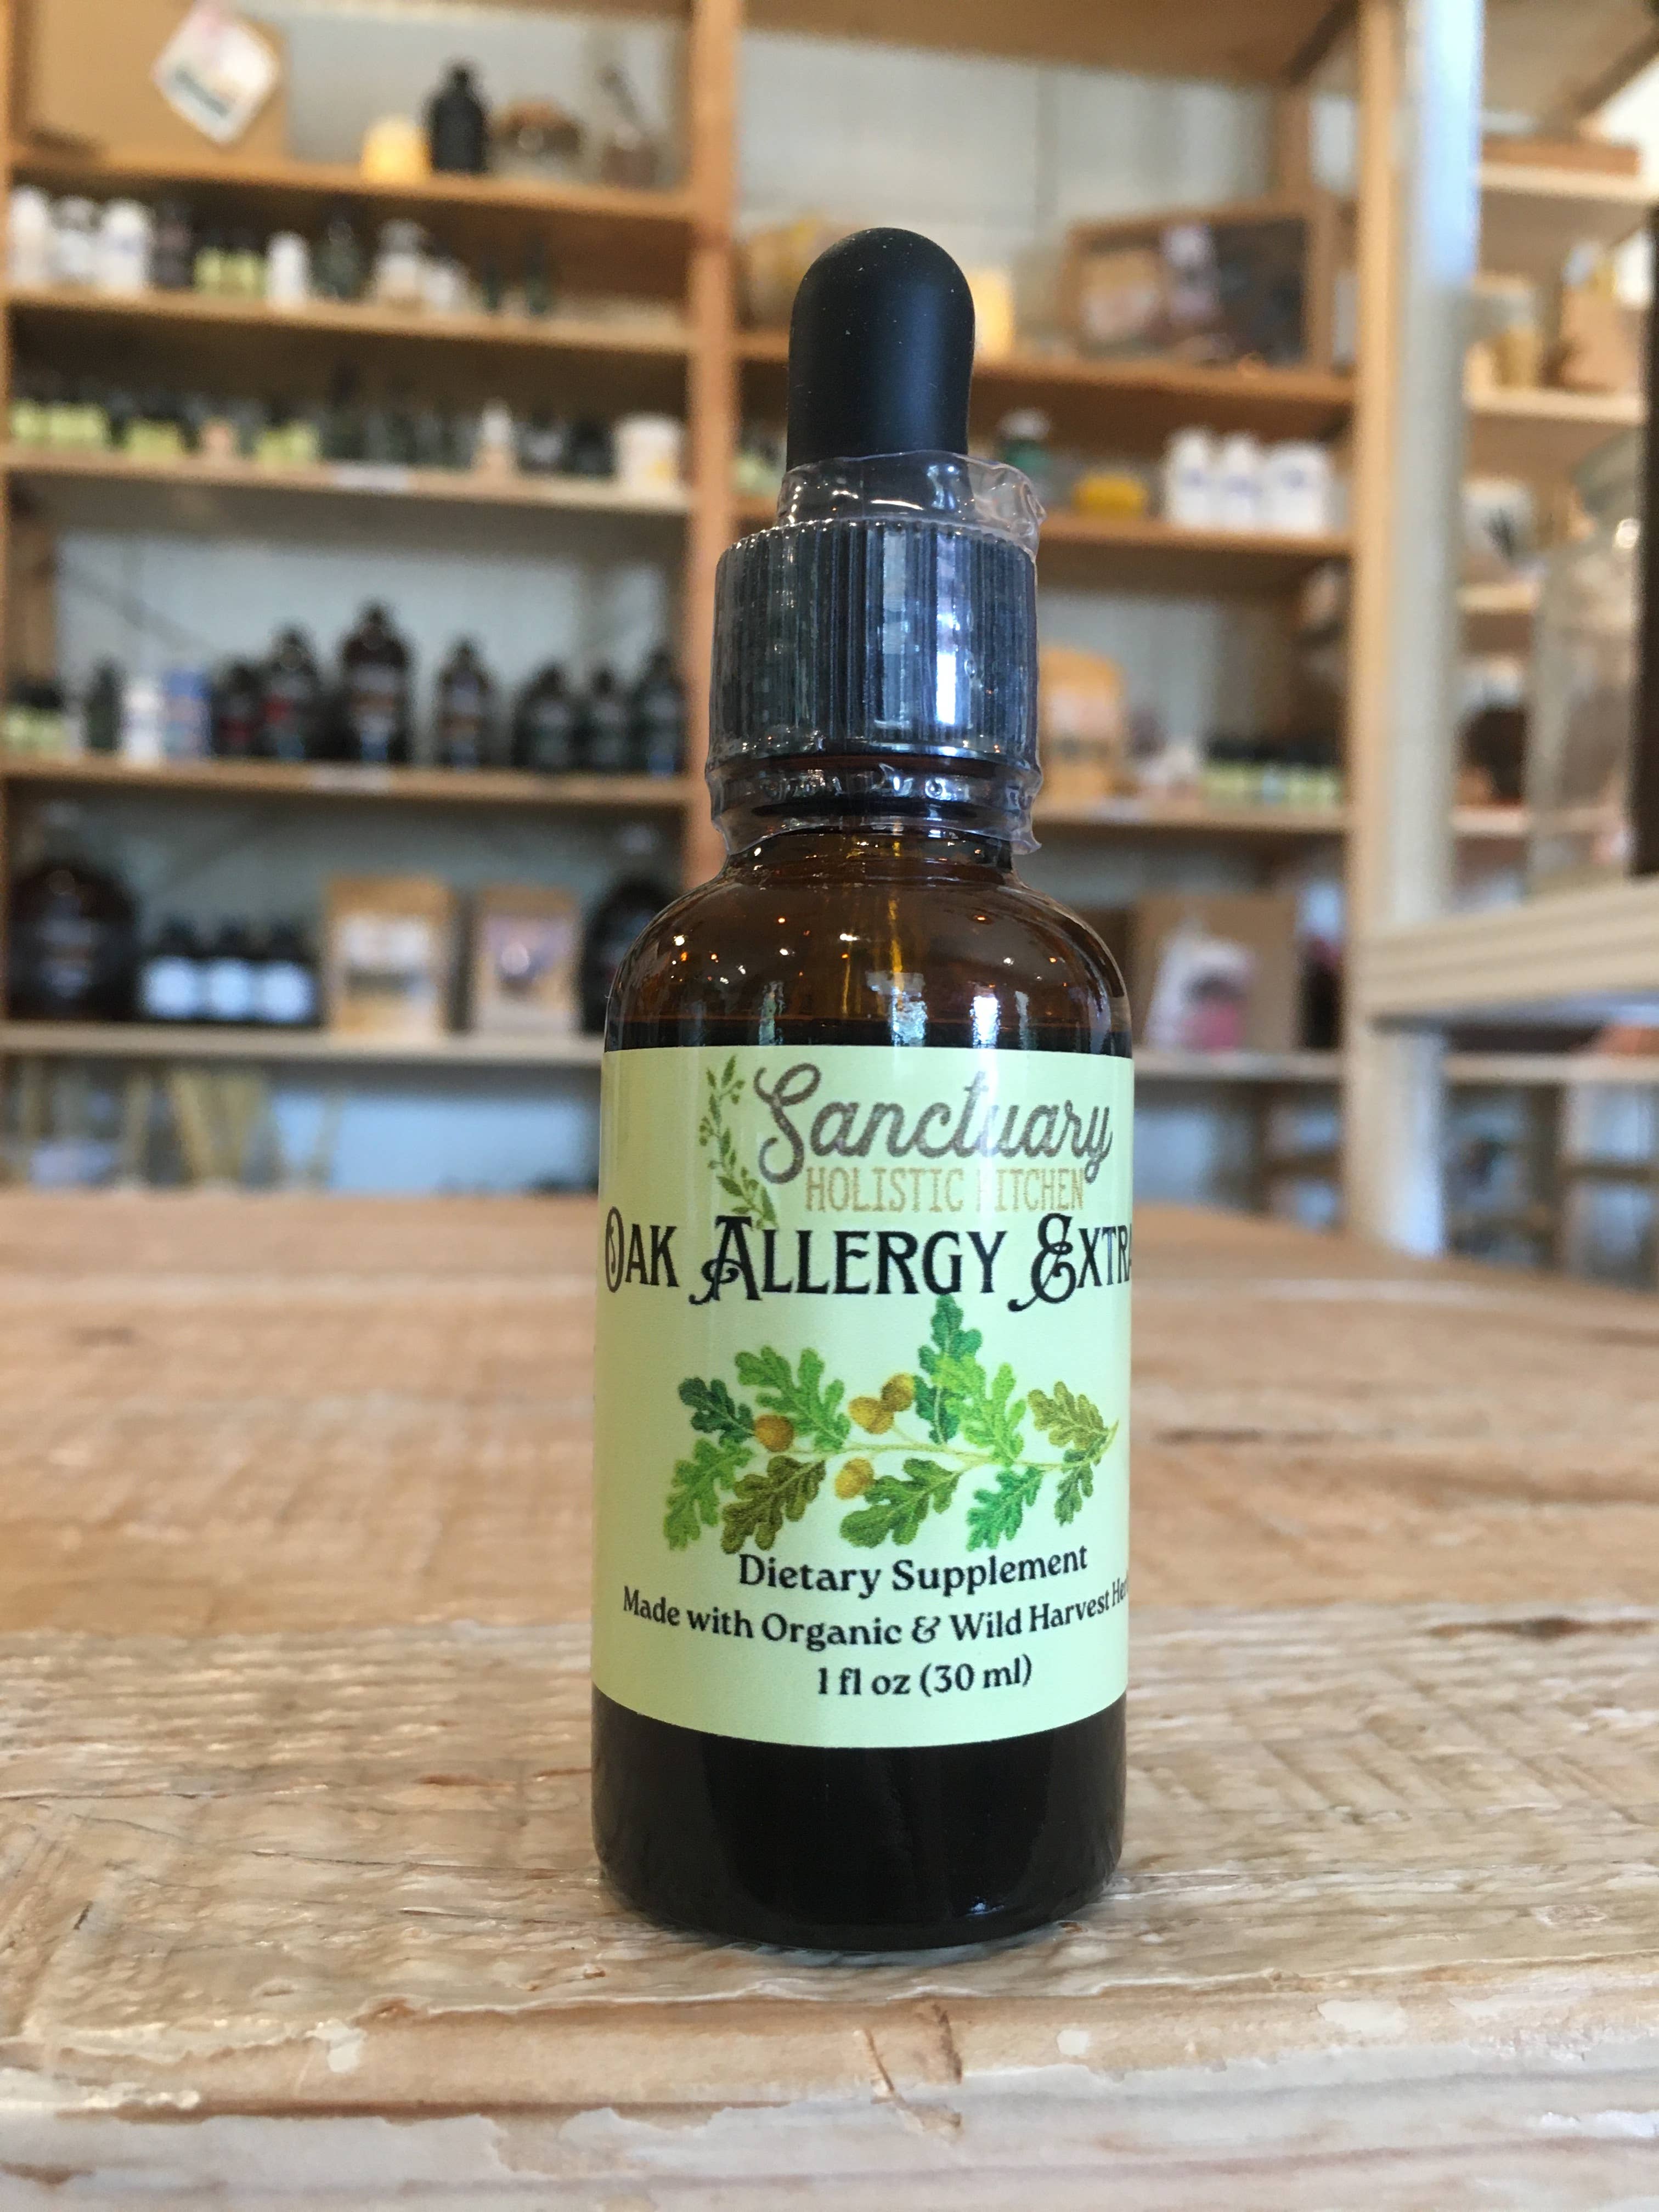 Sanctuary
HOLISTIC KITCHEN
OAK ALLERGY EXTRA
Dietary Supplement
Made with Organic & Wild Harvest He
1 fl oz (30 ml)